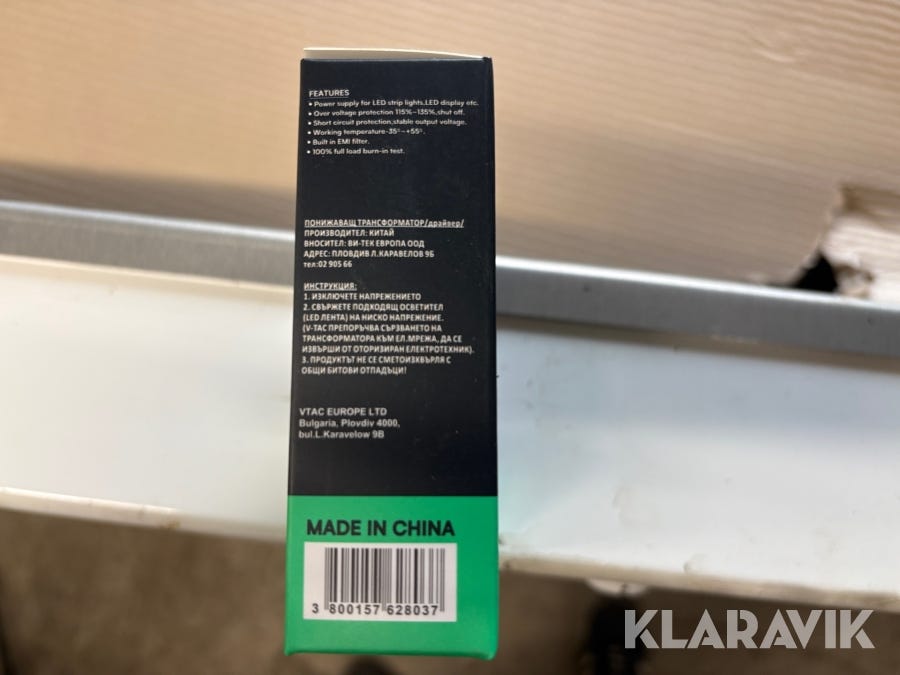 FEATURES
• Power supply for LED strip lights,LED display etc.
• Over voltage protection 115%~135%,shut off.
• Short circuit protection,stable output voltage.
• Working temperature-35°~+55°.
• Built in EMI filter.
• 100% full load burn-in test.
ПОНИЖАВАЩ ТРАНСФОРМАТОР/драйвер/
ПРОИЗВОДИТЕЛ: КИТАЙ
ВНОСИТЕЛ: ВИ-ТЕК ЕВРОПА ООД
АДРЕС: ПЛОВДИВ Л.КАРАВЕЛОВ 9Б
тел:02 905 66
ИНСТРУКЦИЯ:
1. ИЗКЛЮЧЕТЕ НАПРЕЖЕНИЕТО
2. СВЪРЖЕТЕ ПОДХОДЯЩ ОСВЕТИТЕЛ
(LED ЛЕНТА) НА НИСКО НАПРЕЖЕНИЕ.
(V-TAC ПРЕПОРЪЧВА СЪРЗВАНЕТО НА
ТРАНСФОРМАТОРА КЪМ ЕЛ.МРЕЖА, ДА СЕ
ИЗВЪРШИ ОТ ОТОРИЗИРАН ЕЛЕКТРОТЕХНИК).
3. ПРОДУКТЪТ НЕ СЕ СМЕТОИЗХВЪРЛЯ С
ОБЩИ БИТОВИ ОТПАДЪЦИ!
VTAC EUROPE LTD
Bulgaria, Plovdiv 4000,
bul.L.Karavelow 9B
MADE IN CHINA
3 800157 628037
KLARAVIK